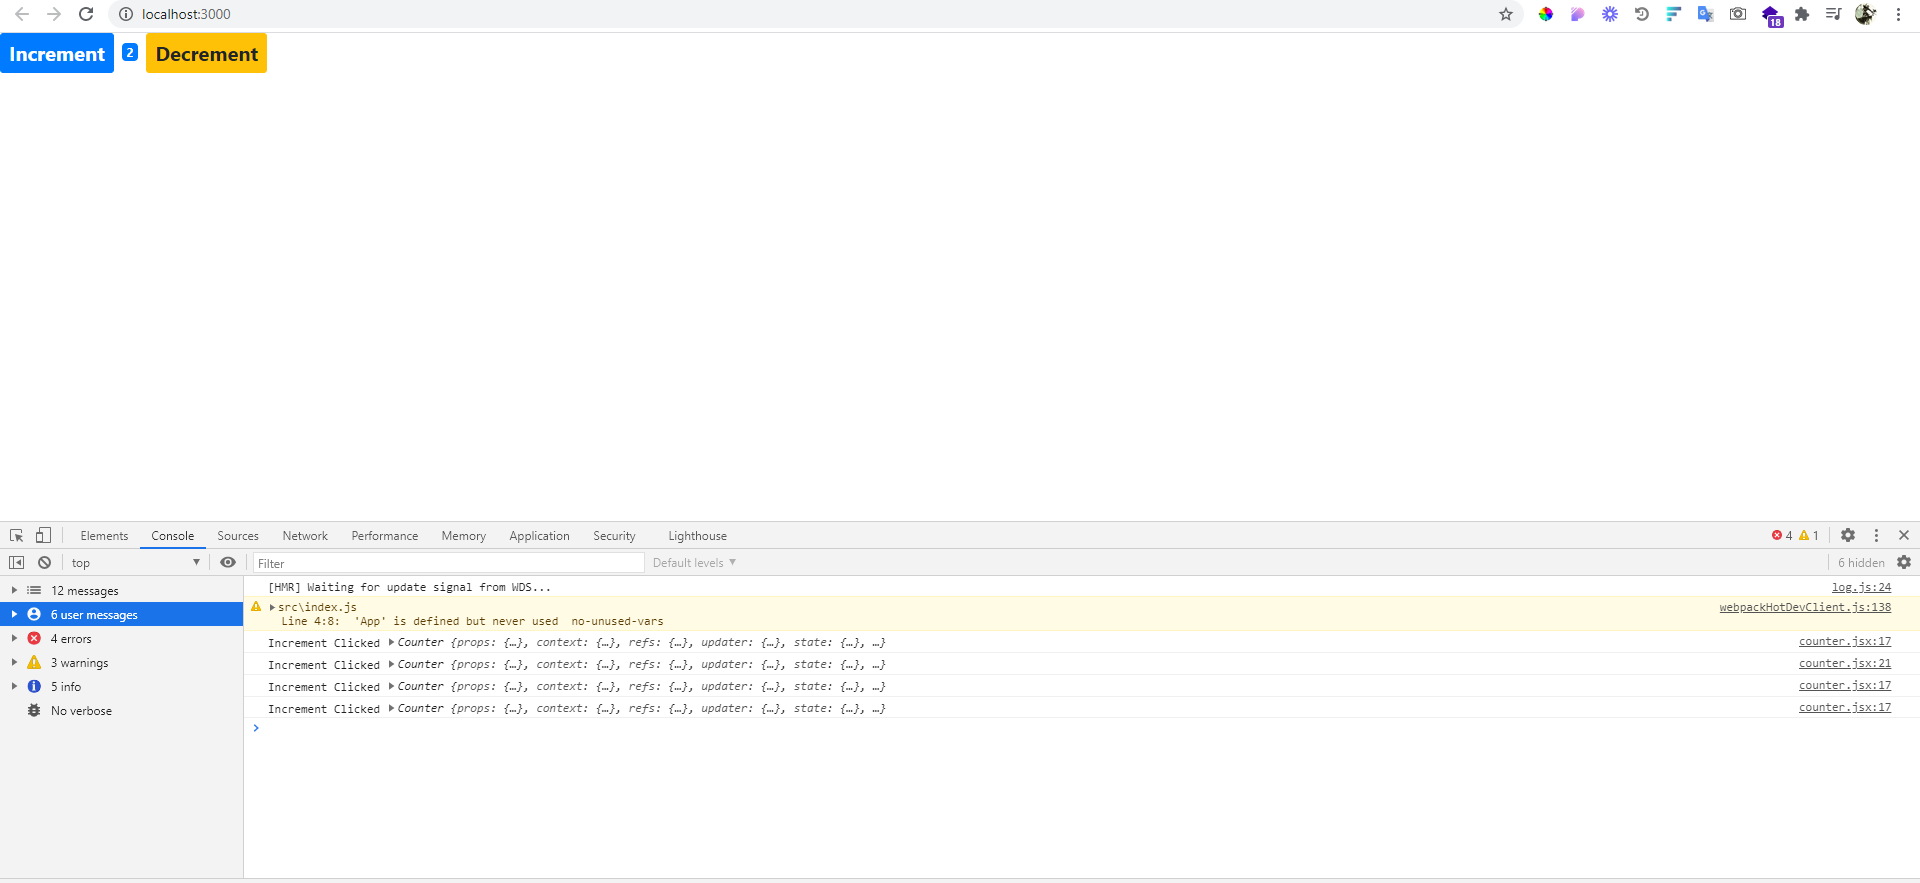 localhost:3000
18
Increment 2 Decrement
Elements Console Sources Network Performance Memory Application Security Lighthouse 4 1
top Filter Default levels 6 hidden
12 messages
6 user messages
4 errors
3 warnings
5 info
No verbose
[HMR] Waiting for update signal from WDS... log.js:24
src\index.js webpackHotDevClient.js:138
Line 4:8: 'App' is defined but never used no-unused-vars
Increment Clicked Counter {props: {…}, context: {…}, refs: {…}, updater: {…}, state: {…}, …} counter.jsx:17
Increment Clicked Counter {props: {…}, context: {…}, refs: {…}, updater: {…}, state: {…}, …} counter.jsx:21
Increment Clicked Counter {props: {…}, context: {…}, refs: {…}, updater: {…}, state: {…}, …} counter.jsx:17
Increment Clicked Counter {props: {…}, context: {…}, refs: {…}, updater: {…}, state: {…}, …} counter.jsx:17